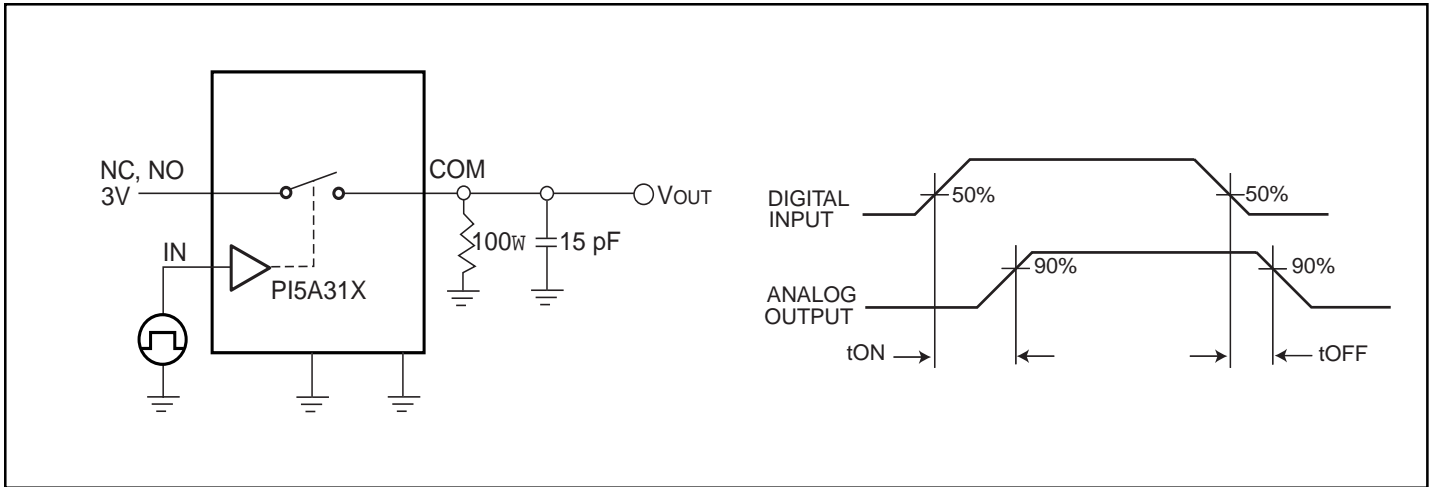 NC, NO
3V
COM
VOUT
100W
15 pF
IN
PI5A31X
DIGITAL
INPUT
50%
50%
ANALOG
OUTPUT
90%
90%
tON
tOFF